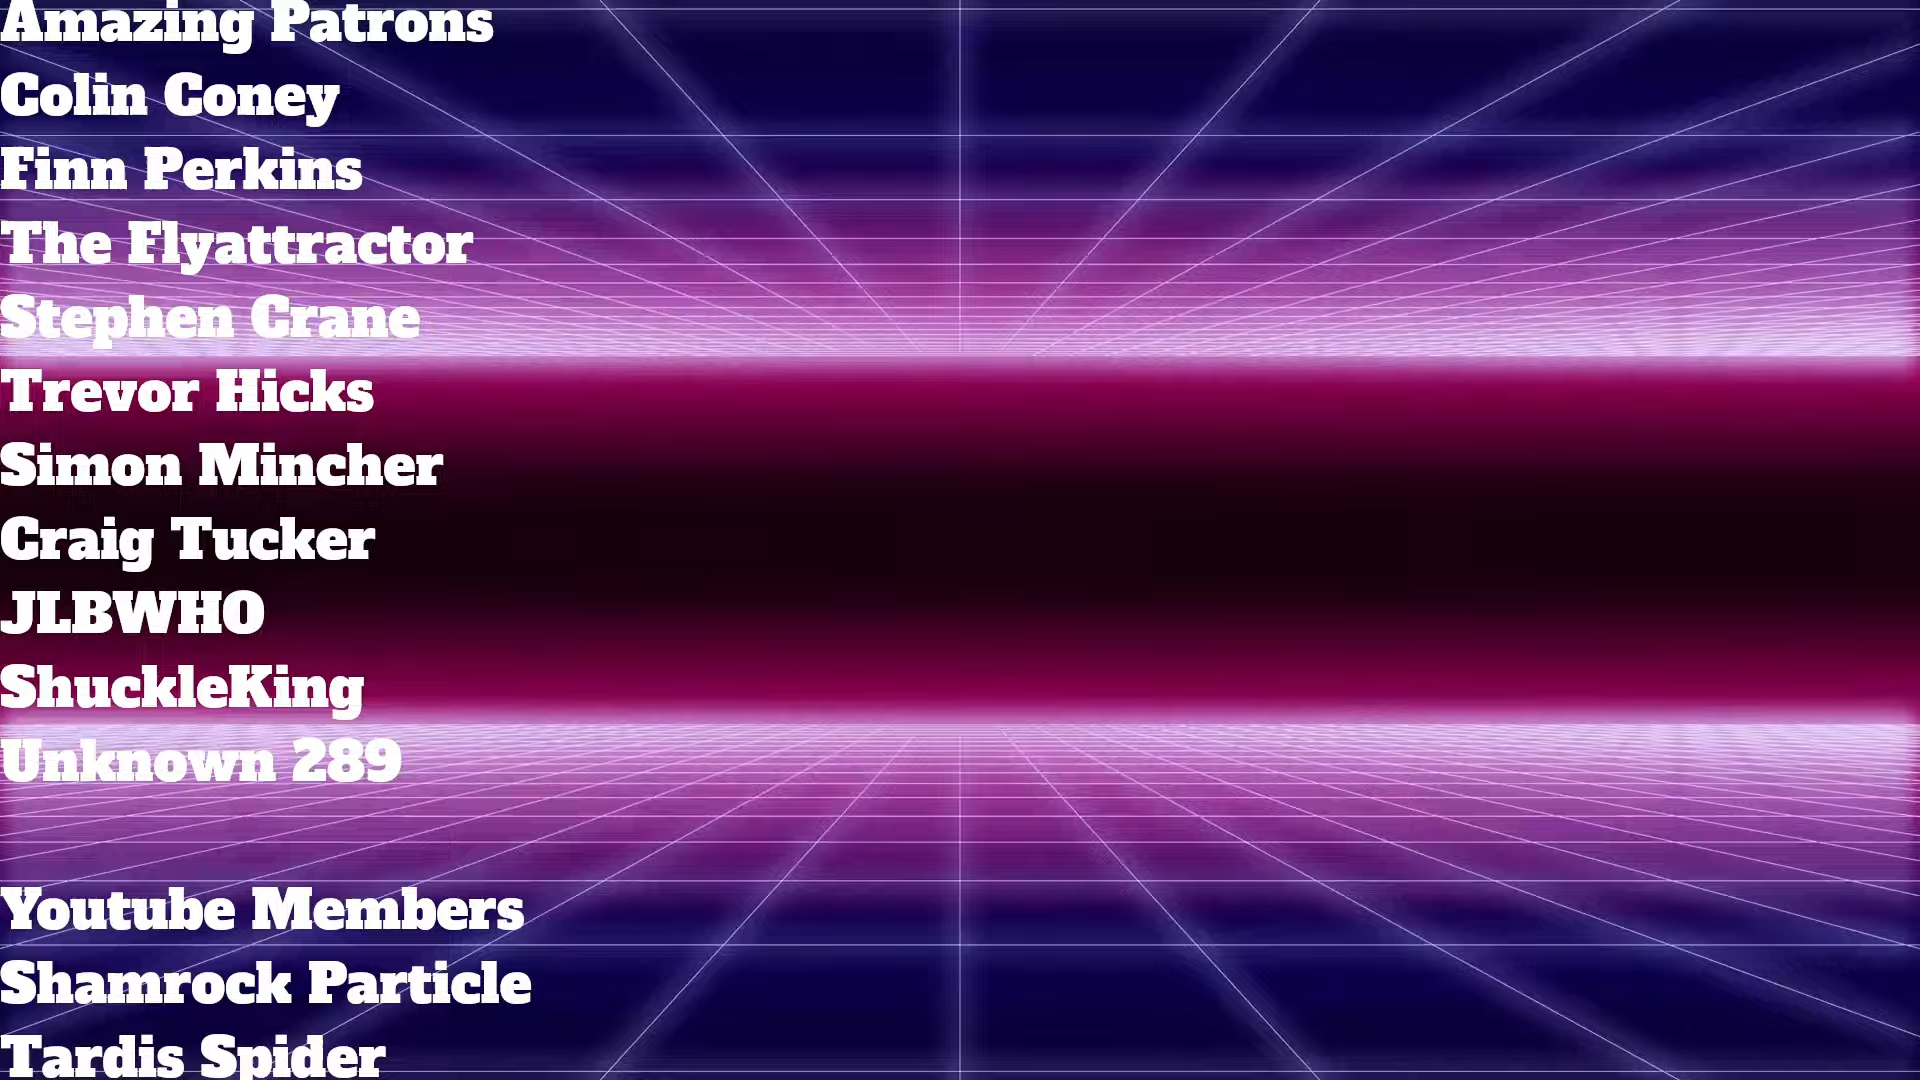 Amazing Patrons
Colin Coney
Finn Perkins
The Flyattractor
Stephen Crane
Trevor Hicks
Simon Mincher
Craig Tucker
JLBWHO
ShuckleKing
Unknown 289
Youtube Members
Shamrock Particle
Tardis Spider